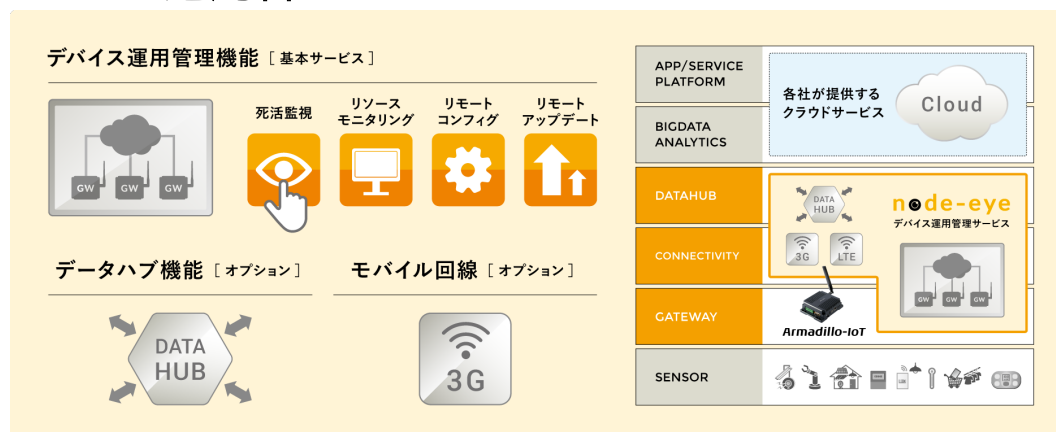 デバイス運用管理機能［基本サービス］
死活監視
リソース
モニタリング
リモート
コンフィグ
リモート
アップデート
GW
GW
GW
データハブ機能［オプション］
DATA
HUB
モバイル回線［オプション］
3G
APP/SERVICE
PLATFORM
各社が提供する
クラウドサービス
Cloud
BIGDATA
ANALYTICS
DATAHUB
DATA
HUB
node-eye
デバイス運用管理サービス
CONNECTIVITY
3G
LTE
GW
GW
GW
GATEWAY
Armadillo-IoT
SENSOR